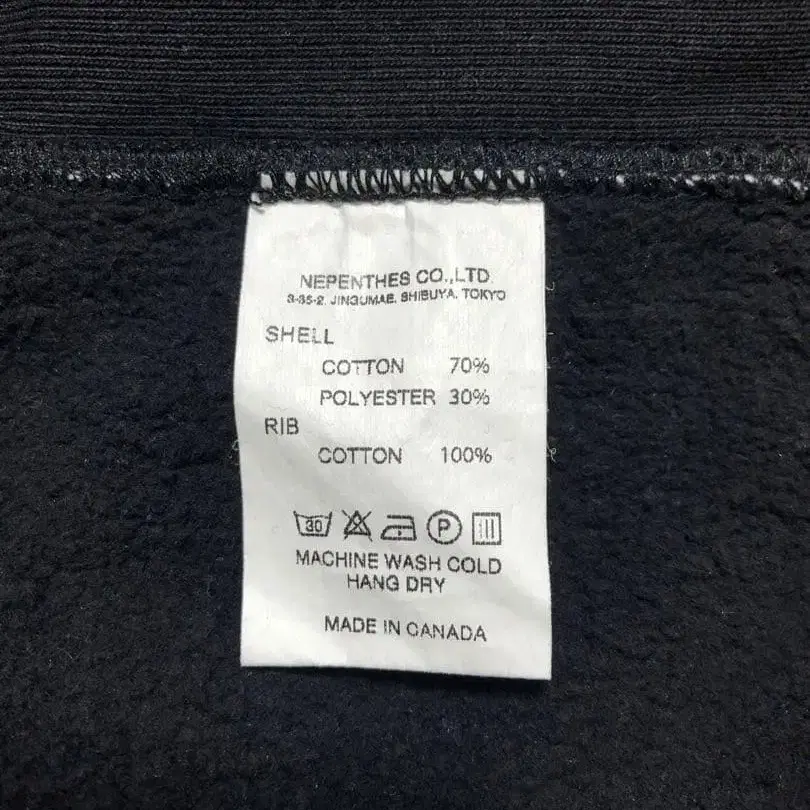 NEPENTHES CO.,LTD.
3-35-2, JINGUMAE, SHIBUYA, TOKYO
SHELL
COTTON 70%
POLYESTER 30%
RIB
COTTON 100%
30 P
MACHINE WASH COLD
HANG DRY
MADE IN CANADA